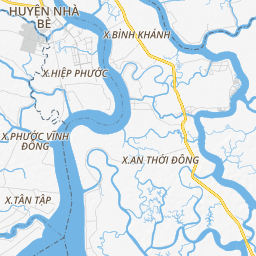 HUYỆN NHÀ
BÈ
X.BÌNH KHÁNH
X.HIỆP PHƯỚC
X.PHƯỚC VĨNH
ĐÔNG
X.AN THỚI ĐÔNG
X.TÂN TẬP